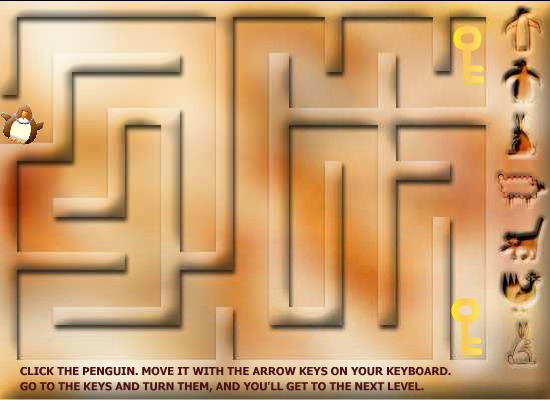 CLICK THE PENGUIN. MOVE IT WITH THE ARROW KEYS ON YOUR KEYBOARD.
GO TO THE KEYS AND TURN THEM, AND YOU'LL GET TO THE NEXT LEVEL.